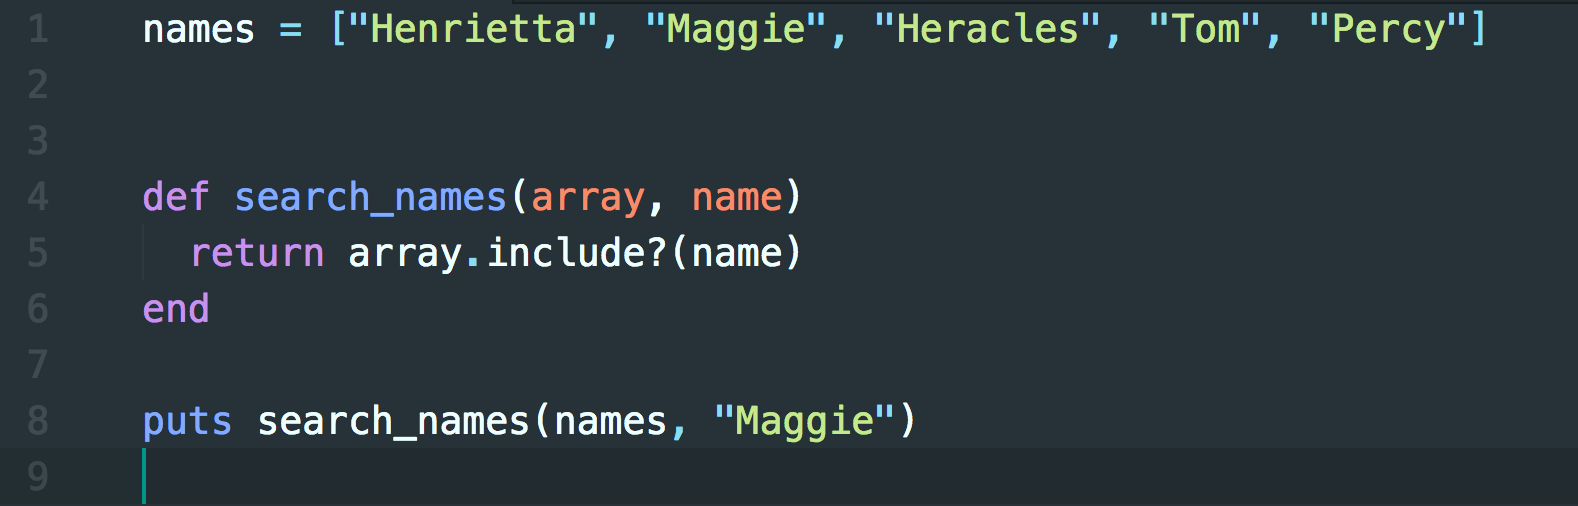 1 names = ["Henrietta", "Maggie", "Heracles", "Tom", "Percy"]
2
3
4 def search_names(array, name)
5   return array.include?(name)
6 end
7
8 puts search_names(names, "Maggie")
9